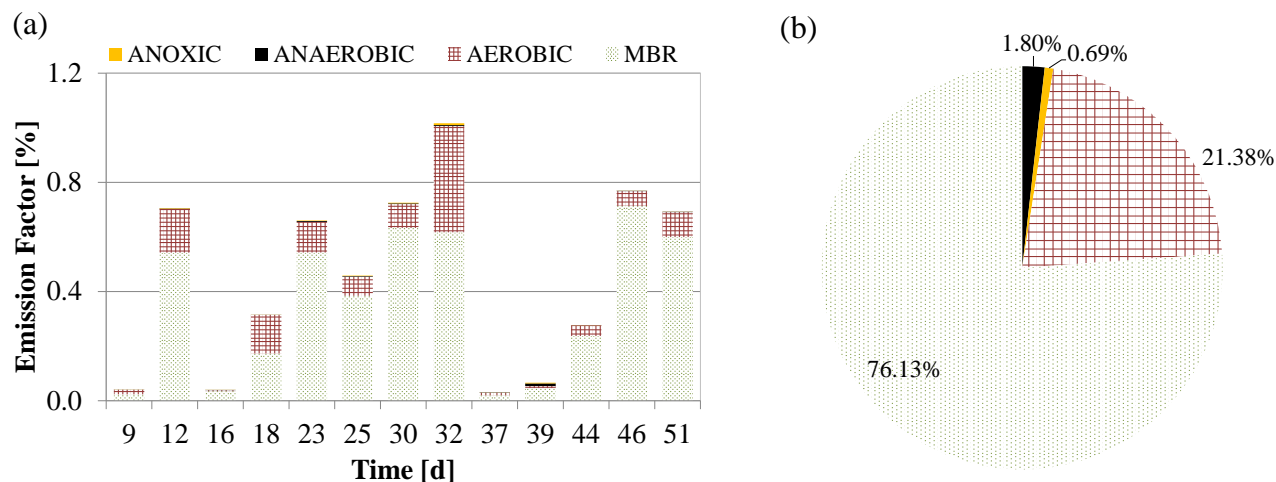 (a)
ANOXIC ANAEROBIC AEROBIC MBR
Emission Factor [%]
1.2
0.8
0.4
0.0
9 12 16 18 23 25 30 32 37 39 44 46 51
Time [d]
(b)
1.80%
0.69%
21.38%
76.13%